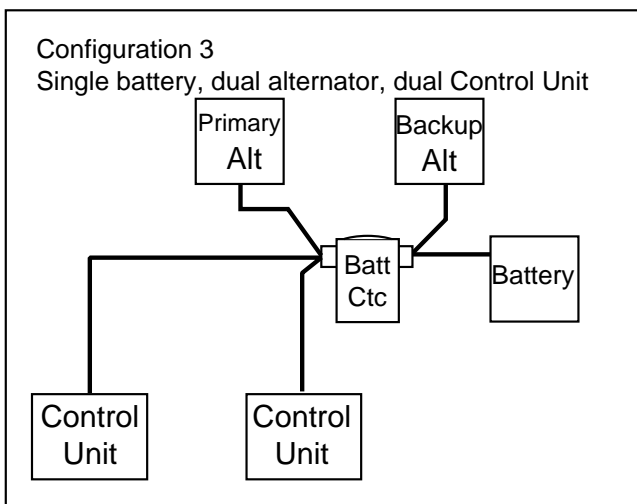 Configuration 3
Single battery, dual alternator, dual Control Unit
Primary
Alt
Backup
Alt
Batt
Ctc
Battery
Control
Unit
Control
Unit